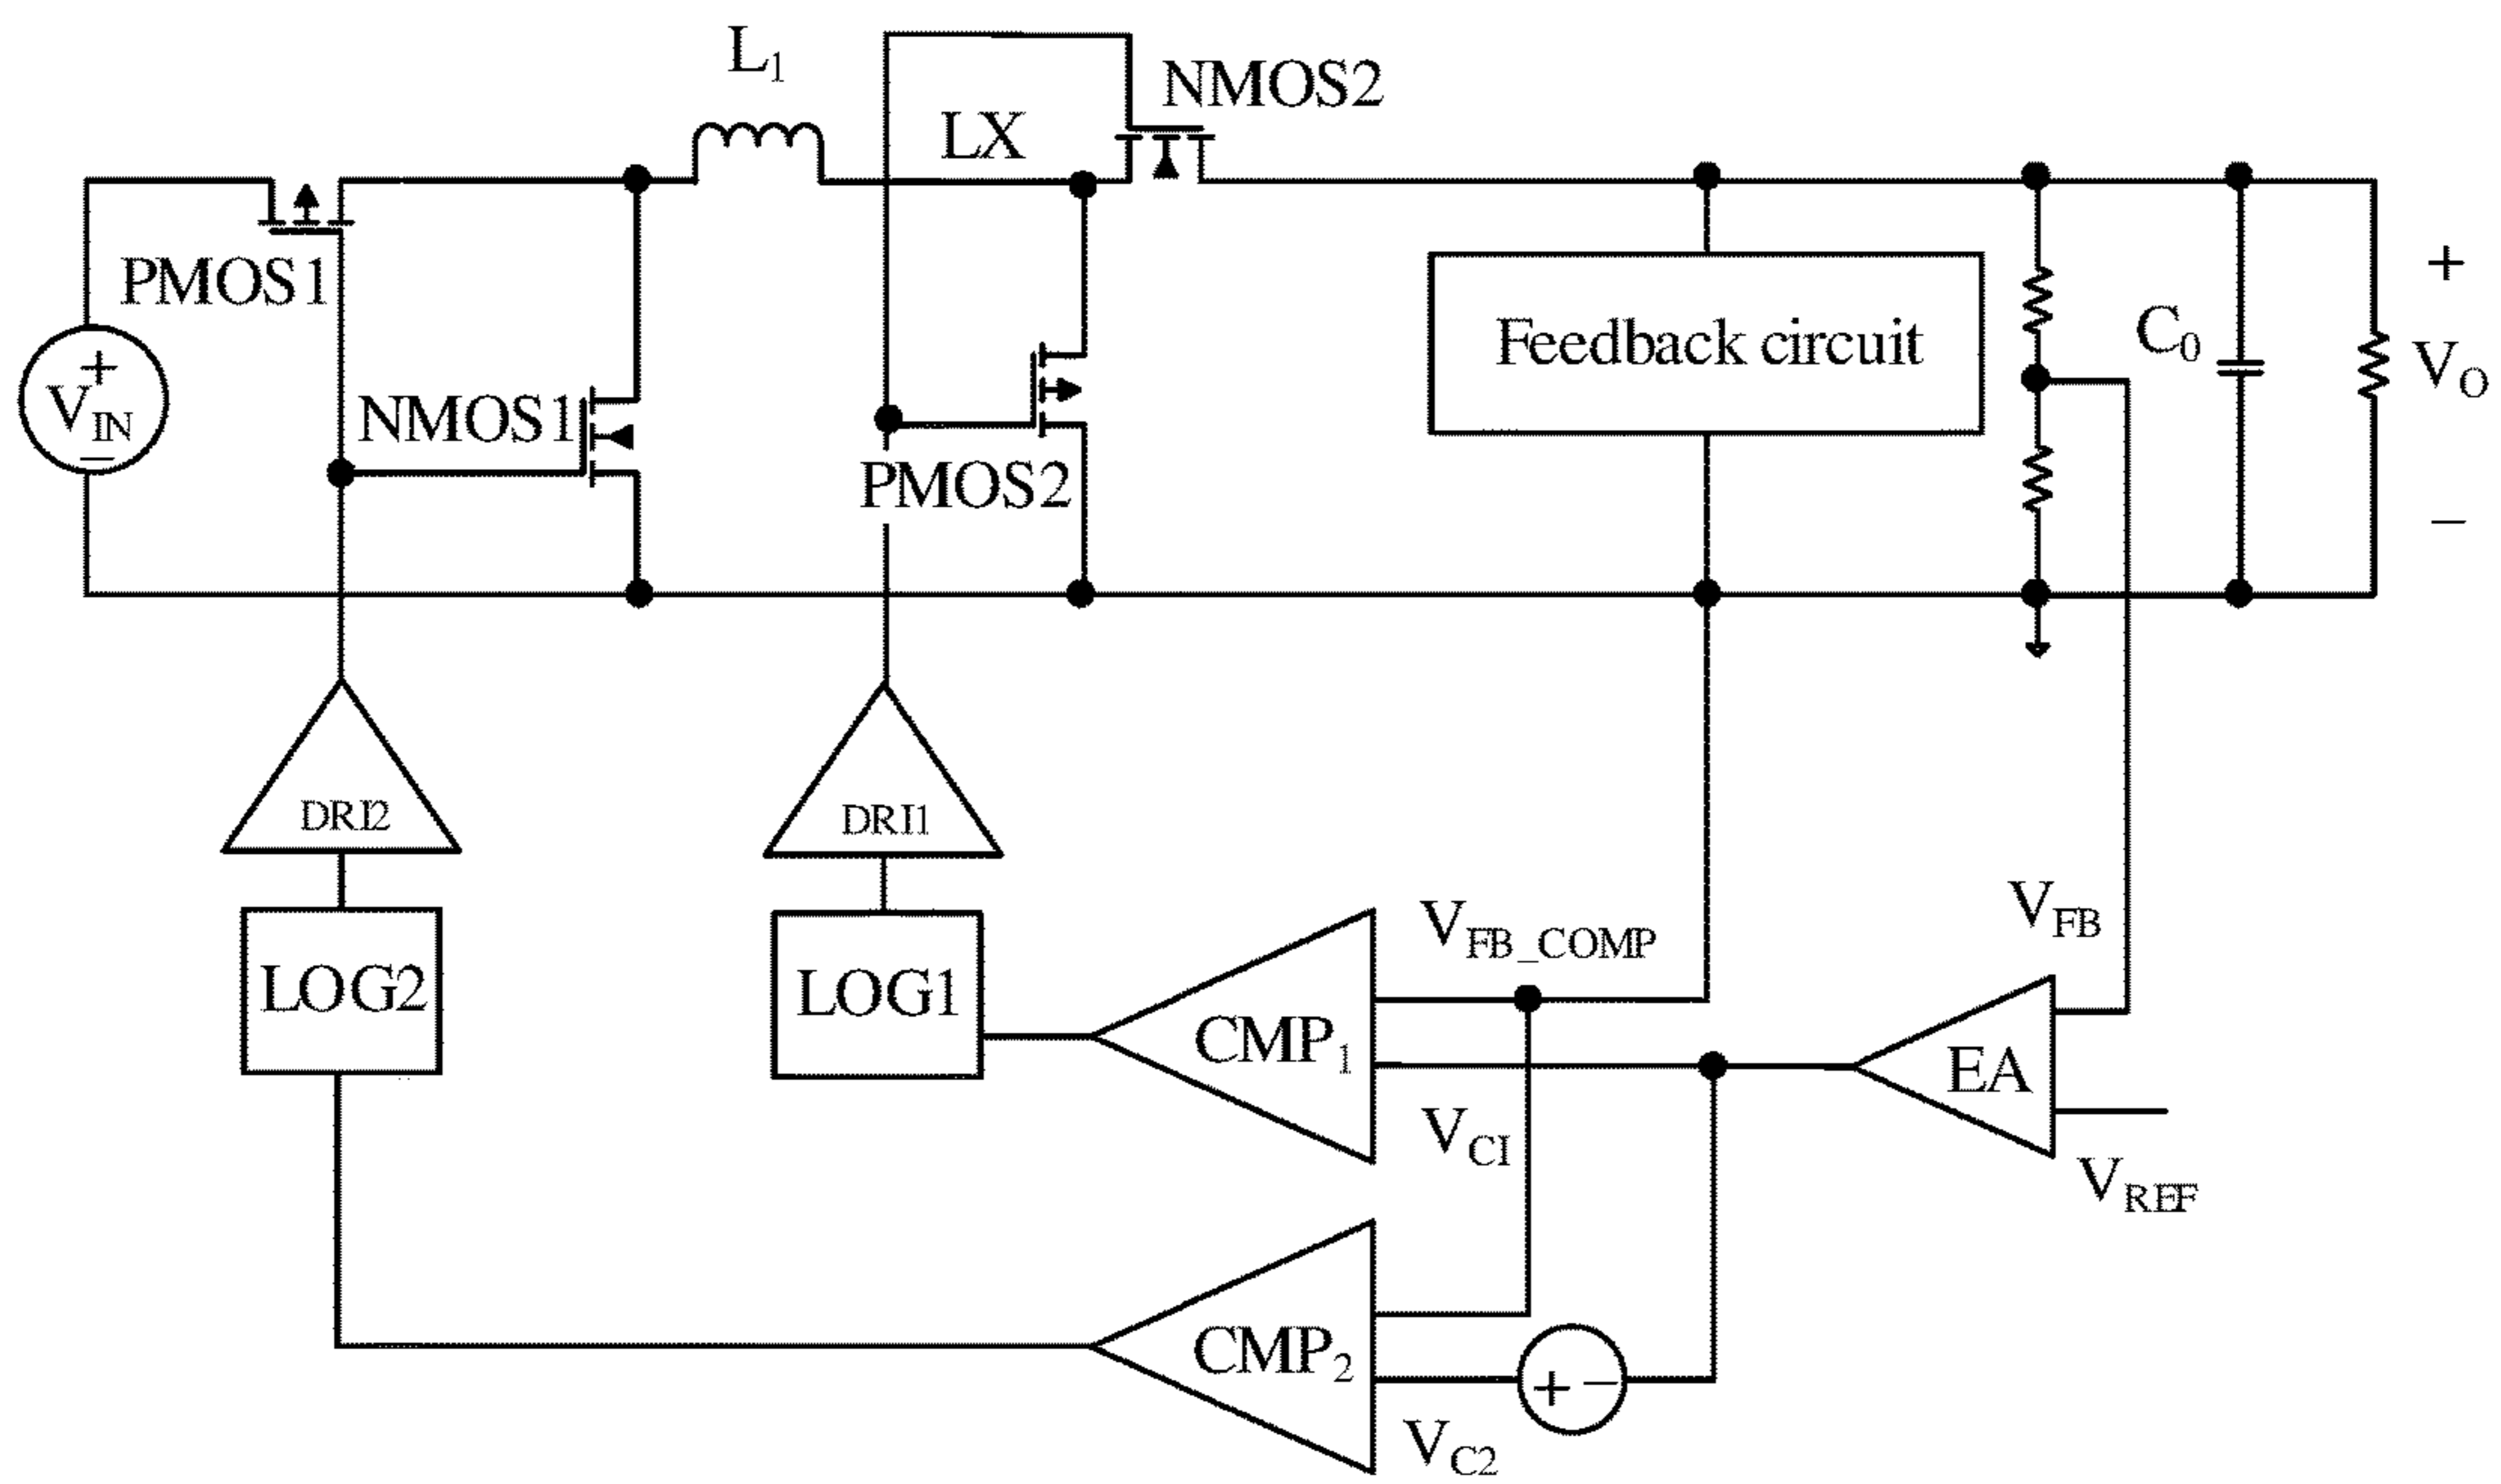 L1
NMOS2
LX
PMOS1
+
Feedback circuit
C0
VO
+
VIN
−
NMOS1
PMOS2
−
DRI2
DRI1
VFB
VFB_COMP
LOG2
LOG1
CMP1
EA
VCI
VREF
CMP2
+ −
VC2